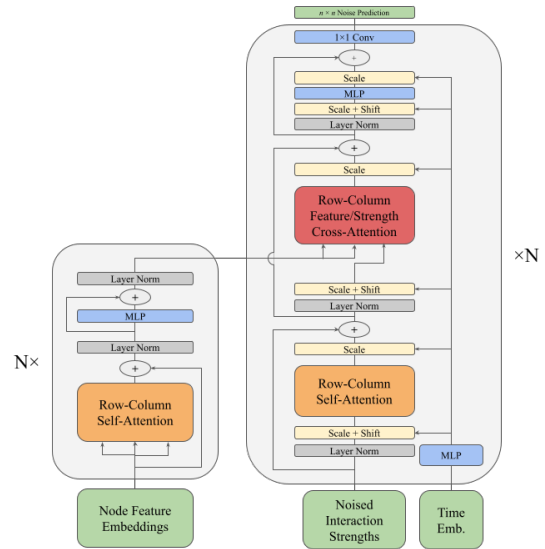 n × n Noise Prediction
1×1 Conv
+
Scale
MLP
Scale + Shift
Layer Norm
+
Scale
Row-Column
Feature/Strength
Cross-Attention
×N
Scale + Shift
Layer Norm
+
Scale
Row-Column
Self-Attention
Scale + Shift
Layer Norm
MLP
Noised
Interaction
Strengths
Time
Emb.
Layer Norm
+
MLP
Layer Norm
+
N×
Row-Column
Self-Attention
Node Feature
Embeddings